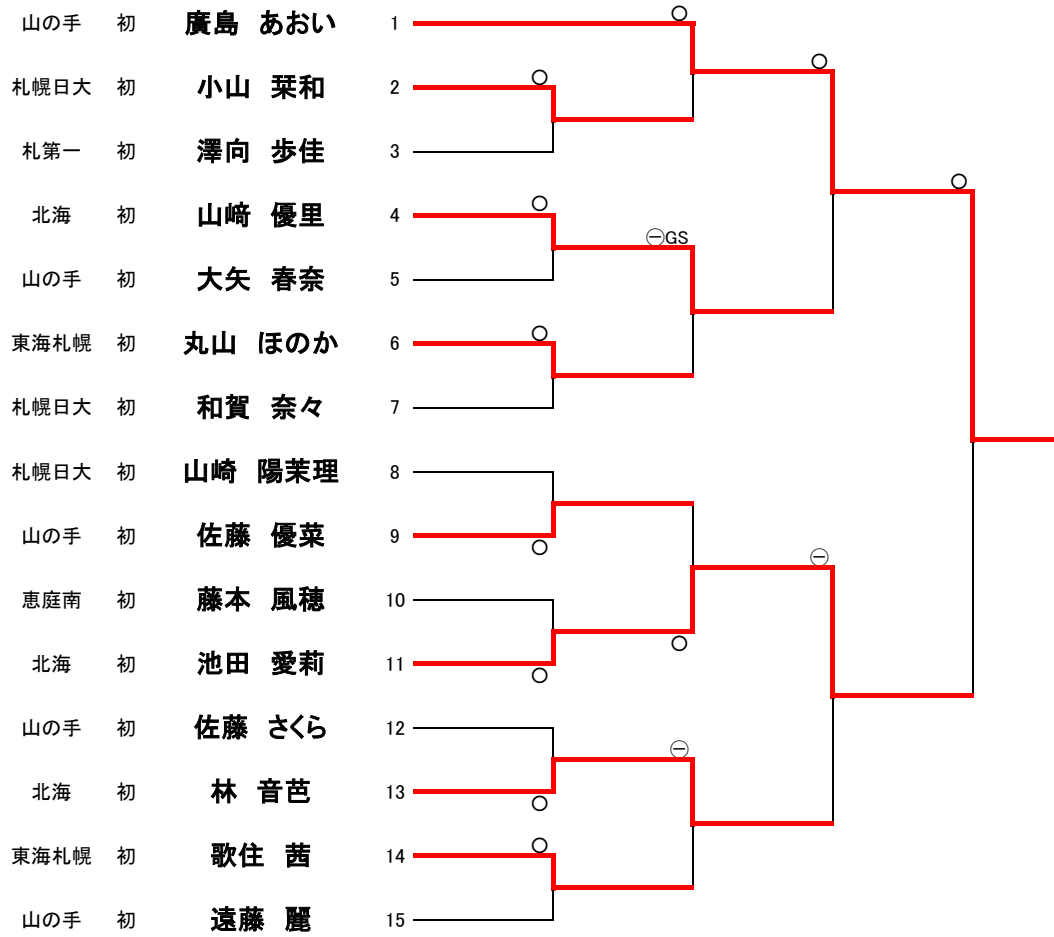 山の手 初 廣島 あおい 1
札幌日大 初 小山 栞和 2
札第一 初 澤向 歩佳 3
北海 初 山﨑 優里 4
GS
山の手 初 大矢 春奈 5
東海札幌 初 丸山 ほのか 6
札幌日大 初 和賀 奈々 7
札幌日大 初 山崎 陽茉理 8
山の手 初 佐藤 優菜 9
恵庭南 初 藤本 風穂 10
北海 初 池田 愛莉 11
山の手 初 佐藤 さくら 12
北海 初 林 音芭 13
東海札幌 初 歌住 茜 14
山の手 初 遠藤 麗 15